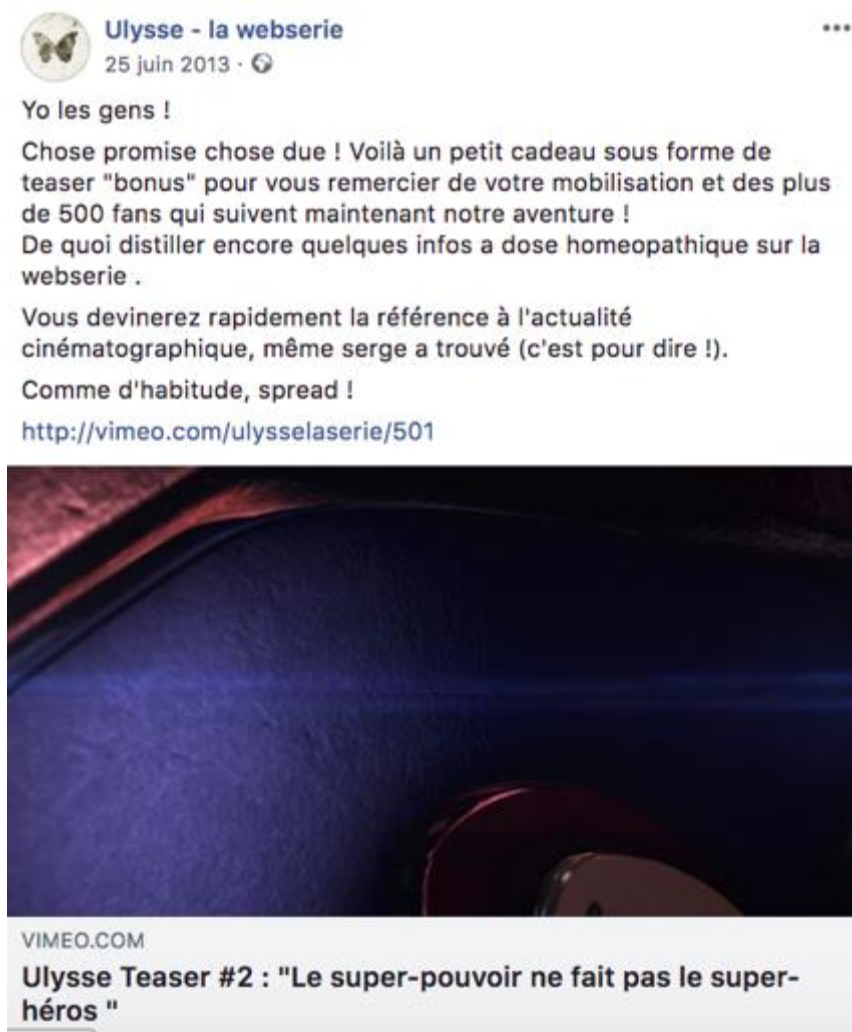 Ulysse - la webserie
25 juin 2013 ·
Yo les gens !
Chose promise chose due ! Voilà un petit cadeau sous forme de
teaser "bonus" pour vous remercier de votre mobilisation et des plus
de 500 fans qui suivent maintenant notre aventure !
De quoi distiller encore quelques infos a dose homeopathique sur la
webserie .
Vous devinerez rapidement la référence à l'actualité
cinématographique, même serge a trouvé (c'est pour dire !).
Comme d'habitude, spread !
http://vimeo.com/ulysselaserie/501
VIMEO.COM
Ulysse Teaser #2 : "Le super-pouvoir ne fait pas le super-
héros "